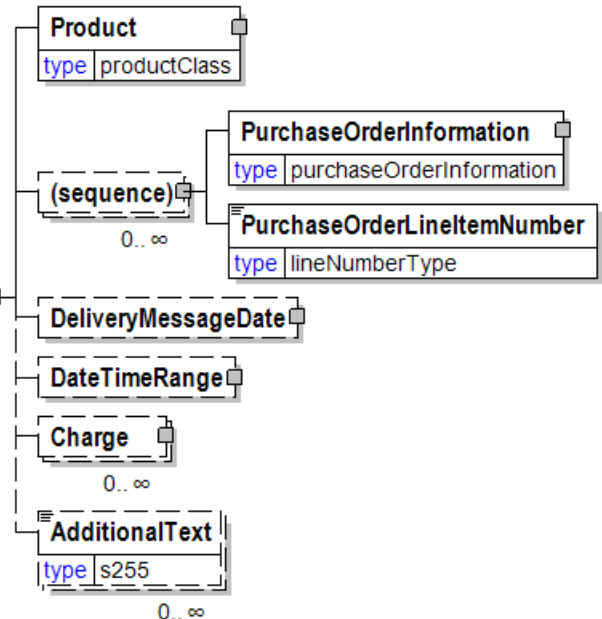 Product
type productClass
PurchaseOrderInformation
type purchaseOrderInformation
(sequence)
0.. ∞
PurchaseOrderLineItemNumber
type lineNumberType
DeliveryMessageDate
DateTimeRange
Charge
0.. ∞
AdditionalText
type s255
0.. ∞